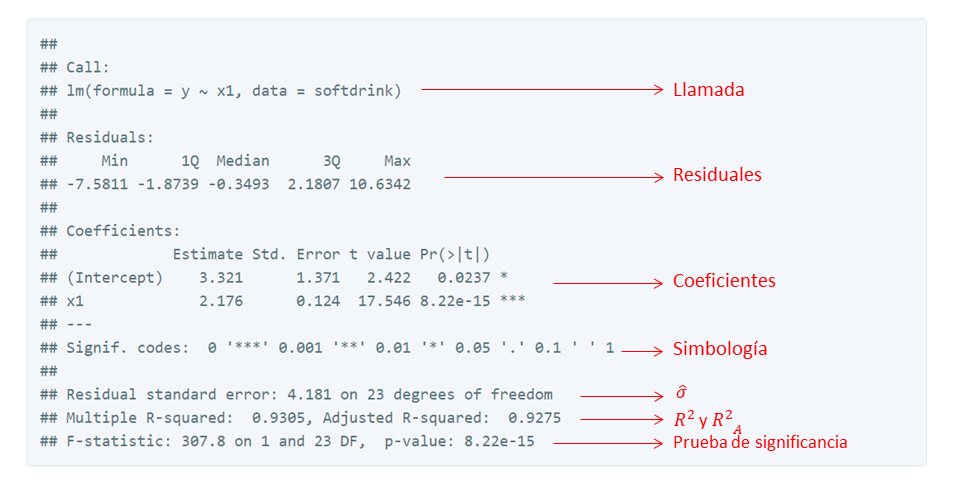 ##
## Call:
## lm(formula = y ~ x1, data = softdrink) Llamada
##
## Residuals:
##      Min       1Q  Median       3Q      Max
## -7.5811 -1.8739 -0.3493  2.1807 10.6342 Residuales
##
## Coefficients:
##             Estimate Std. Error t value Pr(>|t|)
## (Intercept)    3.321      1.371   2.422   0.0237 * Coeficientes
## x1             2.176      0.124  17.546 8.22e-15 ***
## ---
## Signif. codes:  0 '***' 0.001 '**' 0.01 '*' 0.05 '.' 0.1 ' ' 1 Simbología
##
## Residual standard error: 4.181 on 23 degrees of freedom σ̂
## Multiple R-squared:  0.9305, Adjusted R-squared:  0.9275 R² y R²_A
## F-statistic: 307.8 on 1 and 23 DF,  p-value: 8.22e-15 Prueba de significancia